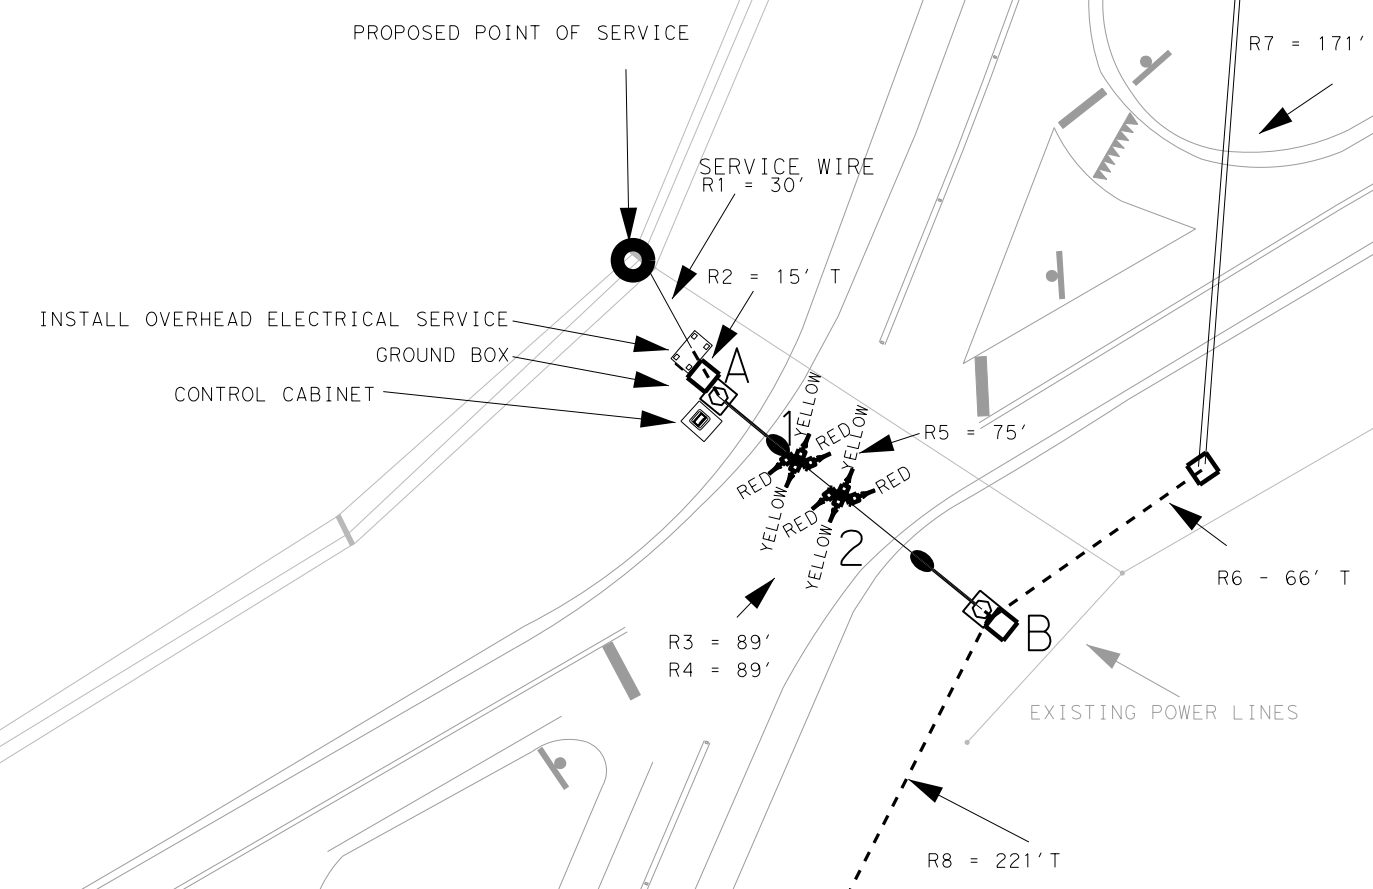 PROPOSED POINT OF SERVICE
R7 = 171'
SERVICE WIRE
R1 = 30'
R2 = 15' T
INSTALL OVERHEAD ELECTRICAL SERVICE
GROUND BOX
CONTROL CABINET
A
1
YELLOW
RED
YELLOW
R5 = 75'
RED
YELLOW
RED
RED
YELLOW
2
B
R6 - 66' T
R3 = 89'
R4 = 89'
EXISTING POWER LINES
R8 = 221'T